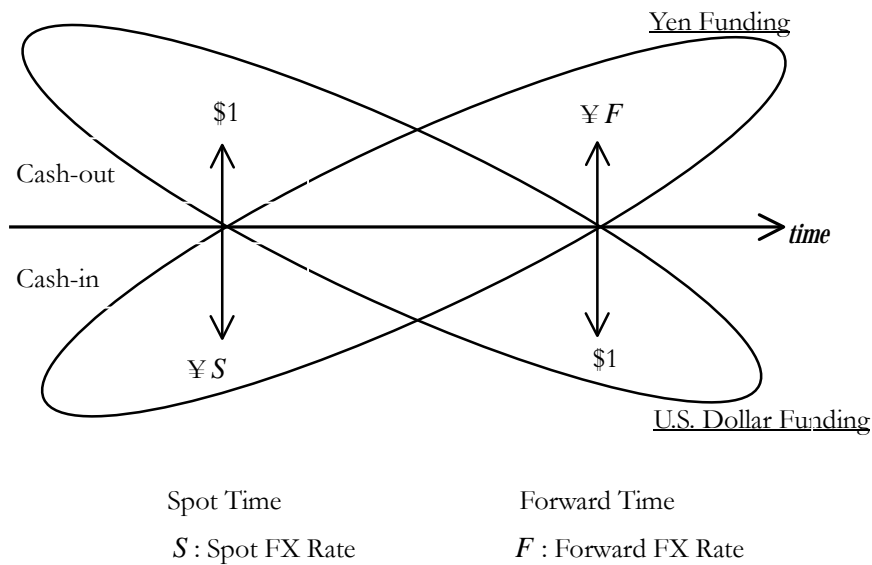 Yen Funding
$1
¥ F
Cash-out
time
Cash-in
¥ S
$1
U.S. Dollar Funding
Spot Time
Forward Time
S : Spot FX Rate
F : Forward FX Rate